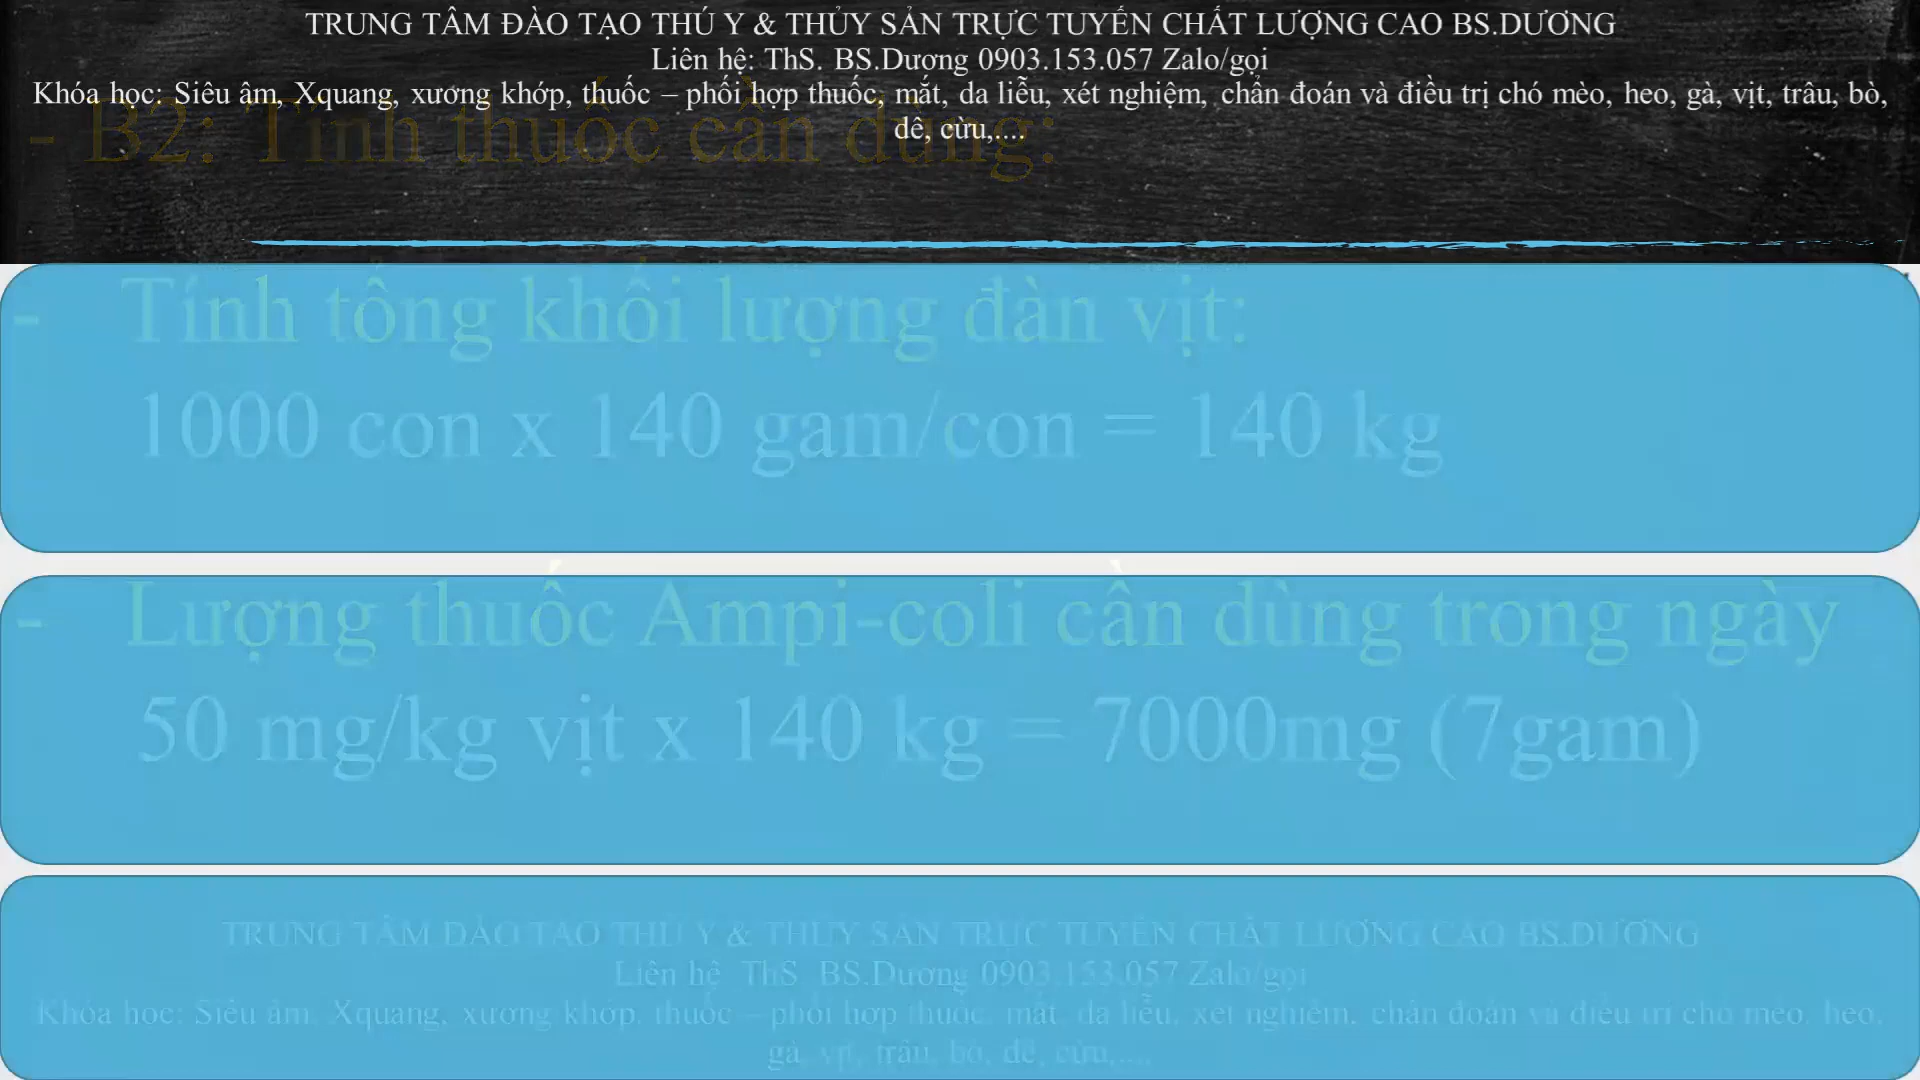 TRUNG TÂM ĐÀO TẠO THÚ Y & THỦY SẢN TRỰC TUYẾN CHẤT LƯỢNG CAO BS.DƯƠNG
Liên hệ: ThS. BS.Dương 0903.153.057 Zalo/gọi
Khóa học: Siêu âm, Xquang, xương khớp, thuốc – phối hợp thuốc, mắt, da liễu, xét nghiệm, chẩn đoán và điều trị chó mèo, heo, gà, vịt, trâu, bò,
dê, cừu,....
- B2: Tính thuốc cần dùng:
- Tính tổng khối lượng đàn vịt:
1000 con x 140 gam/con = 140 kg
- Lượng thuốc Ampi-coli cần dùng trong ngày
50 mg/kg vịt x 140 kg = 7000mg (7gam)
TRUNG TÂM ĐÀO TẠO THÚ Y & THỦY SẢN TRỰC TUYẾN CHẤT LƯỢNG CAO BS.DƯƠNG
Liên hệ: ThS. BS.Dương 0903.153.057 Zalo/gọi
Khóa học: Siêu âm, Xquang, xương khớp, thuốc – phối hợp thuốc, mắt, da liễu, xét nghiệm, chẩn đoán và điều trị chó mèo, heo,
gà, vịt, trâu, bò, dê, cừu,....